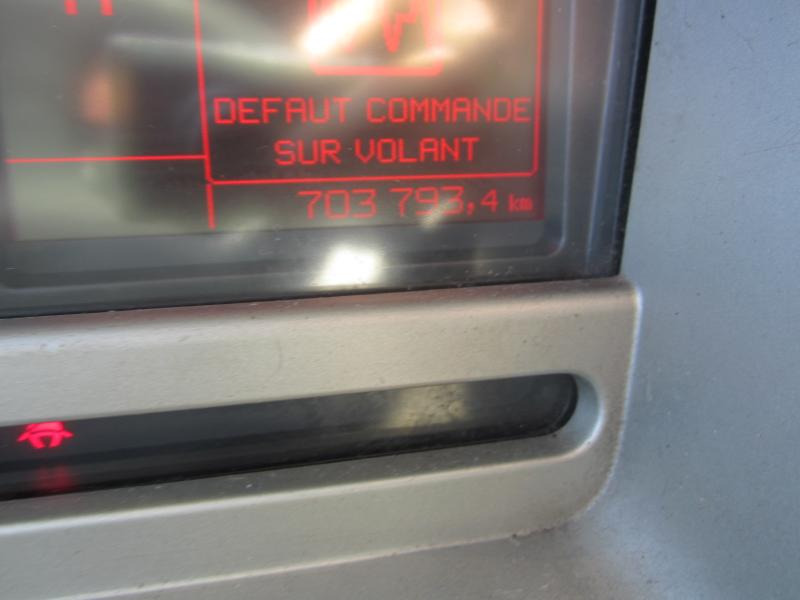 DEFAUT COMMANDE
SUR VOLANT
703 793,4 km